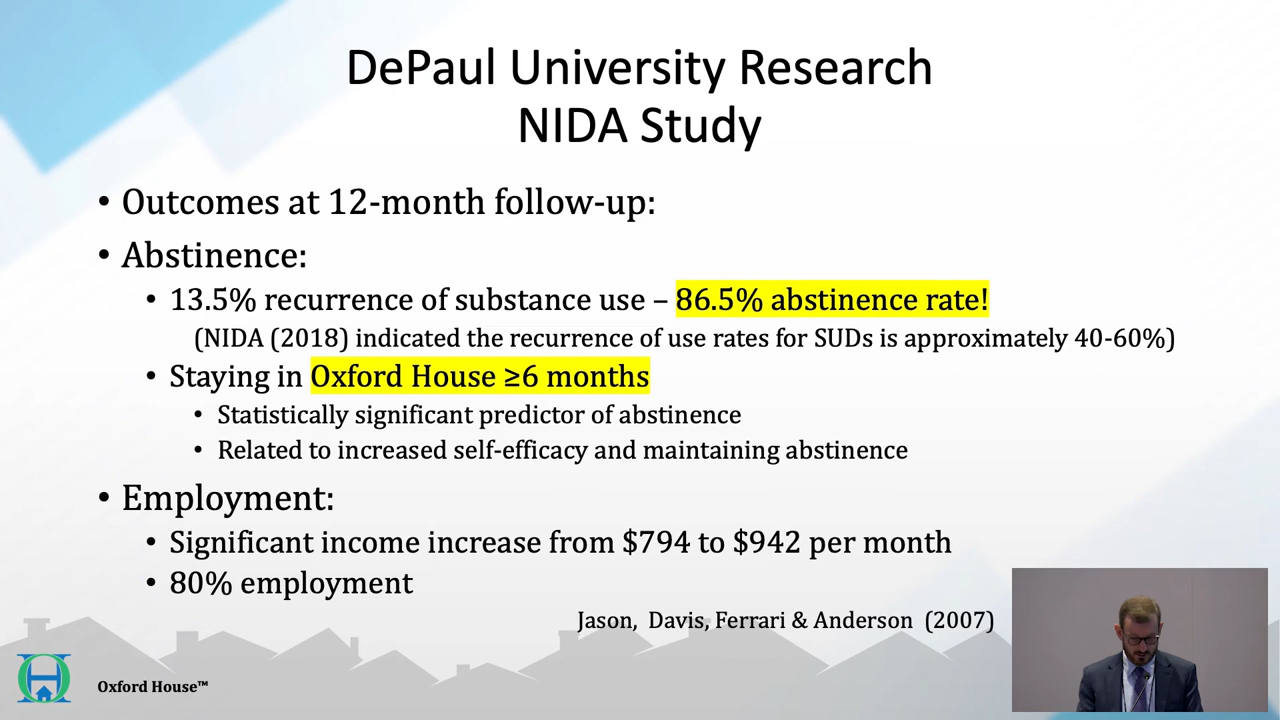 DePaul University Research
NIDA Study
• Outcomes at 12-month follow-up:
• Abstinence:
• 13.5% recurrence of substance use – 86.5% abstinence rate!
(NIDA (2018) indicated the recurrence of use rates for SUDs is approximately 40-60%)
• Staying in Oxford House ≥6 months
• Statistically significant predictor of abstinence
• Related to increased self-efficacy and maintaining abstinence
• Employment:
• Significant income increase from $794 to $942 per month
• 80% employment
Jason, Davis, Ferrari & Anderson (2007)
Oxford House™